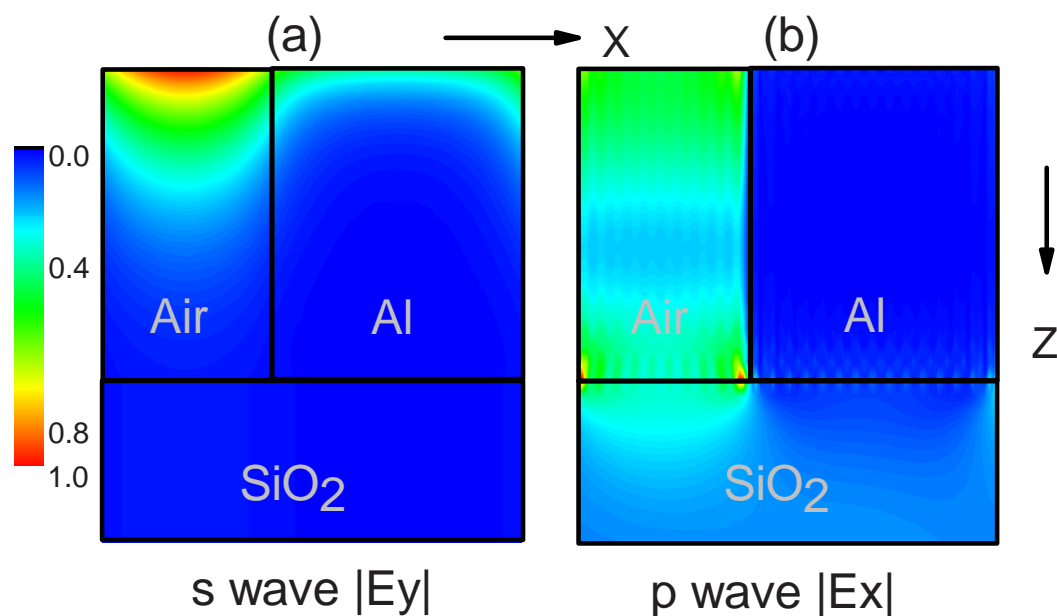 (a) X (b)
0.0
0.4
0.8
1.0
Air Al
Air Al
Z
SiO2
SiO2
s wave |Ey| p wave |Ex|